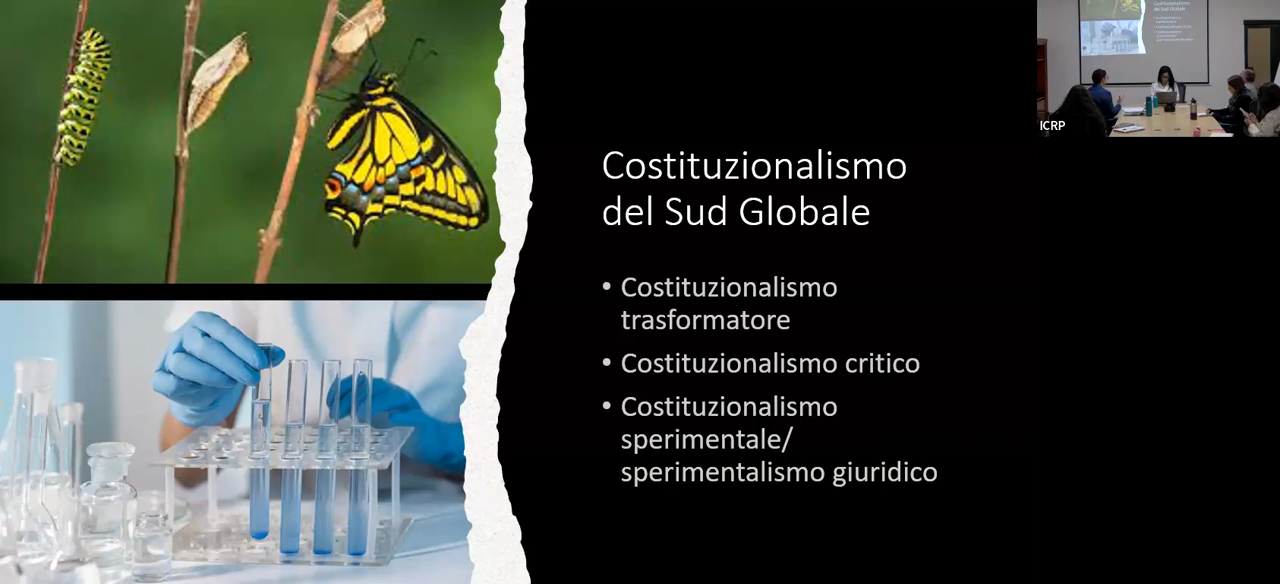 ICRP
Costituzionalismo
del Sud Globale
• Costituzionalismo
trasformatore
• Costituzionalismo critico
• Costituzionalismo
sperimentale/
sperimentalismo giuridico